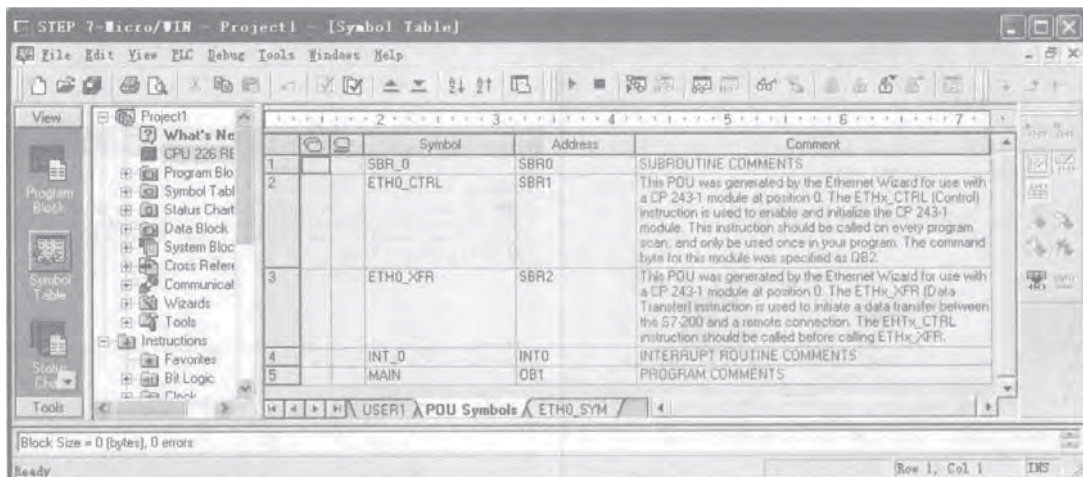 STEP 7-Micro/WIN - Project1 - [Symbol Table]
File Edit View PLC Debug Tools Windows Help
View
Program Block
Symbol Table
Status
Tools
Project1
What's Ne
CPU 226 RE
Program Blo
Symbol Tabl
Status Chart
Data Block
System Bloc
Cross Refere
Communicat
Wizards
Tools
Instructions
Favorites
Bit Logic
Clock
2 3 4 5 6 7
Symbol Address Comment
1 SBR_0 SBR0 SUBROUTINE COMMENTS
2 ETH0_CTRL SBR1 This POU was generated by the Ethernet Wizard for use with
a CP 243-1 module at position 0. The ETHx_CTRL (Control)
instruction is used to enable and initialize the CP 243-1
module. This instruction should be called on every program
scan, and only be used once in your program. The command
byte for this module was specified as QB2.
3 ETH0_XFR SBR2 This POU was generated by the Ethernet Wizard for use with
a CP 243-1 module at position 0. The ETHx_XFR (Data
Transfer) instruction is used to initiate a data transfer between
the S7-200 and a remote connection. The EHTx_CTRL
instruction should be called before calling ETHx_XFR.
4 INT_0 INT0 INTERRUPT ROUTINE COMMENTS
5 MAIN OB1 PROGRAM COMMENTS
USER1 POU Symbols ETH0_SYM
Block Size = 0 (bytes), 0 errors
Ready Row 1, Col 1 INS